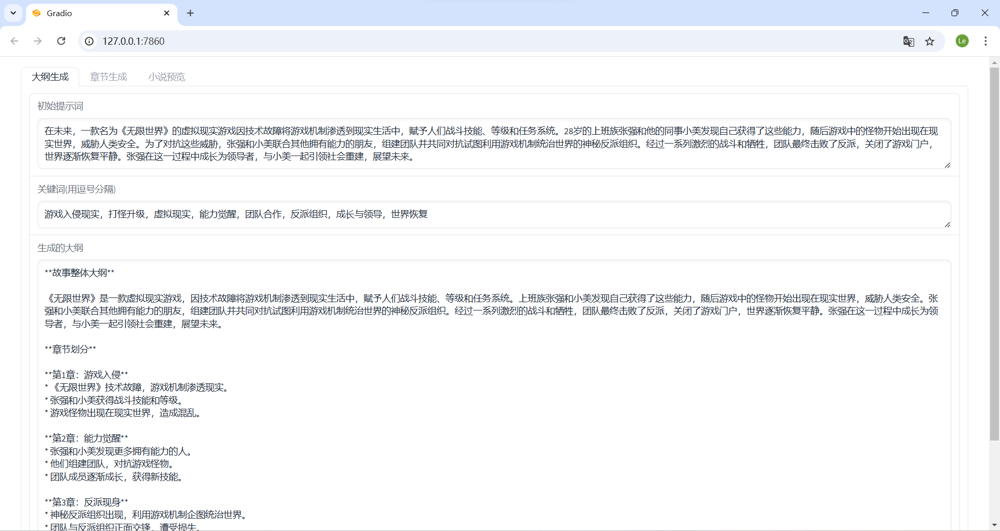 Gradio
127.0.0.1:7860
Le
大纲生成
章节生成
小说预览
初始提示词
在未来，一款名为《无限世界》的虚拟现实游戏因技术故障将游戏机制渗透到现实生活中，赋予人们战斗技能、等级和任务系统。28岁的上班族张强和他的同事小美发现自己获得了这些能力，随后游戏中的怪物开始出现在现
实世界，威胁人类安全。为了对抗这些威胁，张强和小美联合其他拥有能力的朋友，组建团队并共同对抗试图利用游戏机制统治世界的神秘反派组织。经过一系列激烈的战斗和牺牲，团队最终击败了反派，关闭了游戏门户，
世界逐渐恢复平静。张强在这一过程中成长为领导者，与小美一起引领社会重建，展望未来。
关键词(用逗号分隔)
游戏入侵现实，打怪升级，虚拟现实，能力觉醒，团队合作，反派组织，成长与领导，世界恢复
生成的大纲
**故事整体大纲**
《无限世界》是一款虚拟现实游戏，因技术故障将游戏机制渗透到现实生活中，赋予人们战斗技能、等级和任务系统。上班族张强和小美发现自己获得了这些能力，随后游戏中的怪物开始出现在现实世界，威胁人类安全。张
强和小美联合其他拥有能力的朋友，组建团队并共同对抗试图利用游戏机制统治世界的神秘反派组织。经过一系列激烈的战斗和牺牲，团队最终击败了反派，关闭了游戏门户，世界逐渐恢复平静。张强在这一过程中成长为领
导者，与小美一起引领社会重建，展望未来。
**章节划分**
**第1章：游戏入侵**
* 《无限世界》技术故障，游戏机制渗透现实。
* 张强和小美获得战斗技能和等级。
* 游戏怪物出现在现实世界，造成混乱。
**第2章：能力觉醒**
* 张强和小美发现更多拥有能力的人。
* 他们组建团队，对抗游戏怪物。
* 团队成员逐渐成长，获得新技能。
**第3章：反派现身**
* 神秘反派组织出现，利用游戏机制企图统治世界。
* 团队与反派组织正面交锋，遭受损失。